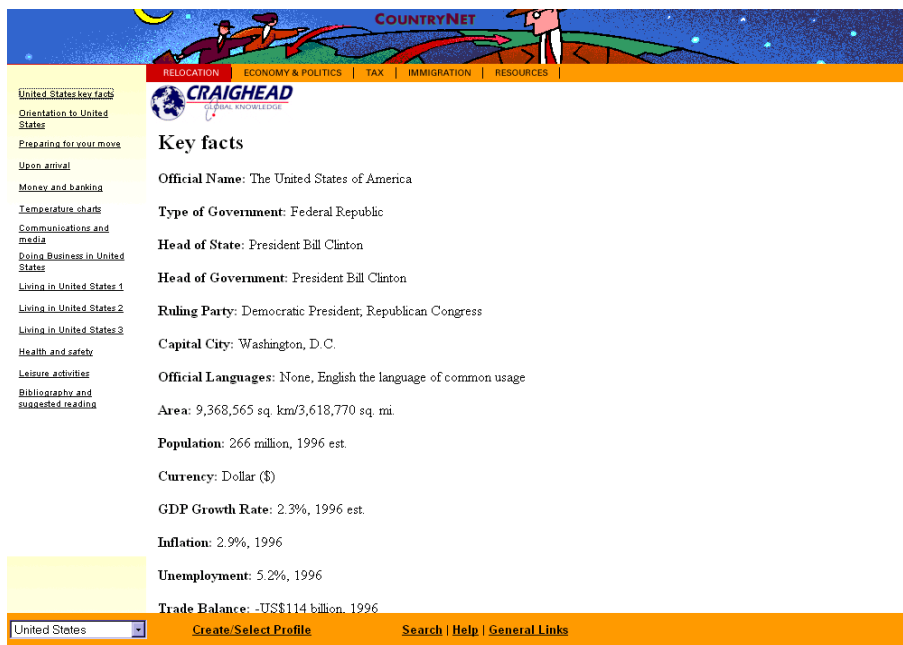 COUNTRYNET
RELOCATION | ECONOMY & POLITICS | TAX | IMMIGRATION | RESOURCES |
United States key facts
Orientation to United
States
Preparing for your move
Upon arrival
Money and banking
Temperature charts
Communications and
media
Doing Business in United
States
Living in United States 1
Living in United States 2
Living in United States 3
Health and safety
Leisure activities
Bibliography and
suggested reading
CRAIGHEAD
GLOBAL KNOWLEDGE
Key facts
Official Name: The United States of America
Type of Government: Federal Republic
Head of State: President Bill Clinton
Head of Government: President Bill Clinton
Ruling Party: Democratic President; Republican Congress
Capital City: Washington, D.C.
Official Languages: None, English the language of common usage
Area: 9,368,565 sq. km/3,618,770 sq. mi.
Population: 266 million, 1996 est.
Currency: Dollar ($)
GDP Growth Rate: 2.3%, 1996 est.
Inflation: 2.9%, 1996
Unemployment: 5.2%, 1996
Trade Balance: -US$114 billion, 1996
United States
Create/Select Profile
Search | Help | General Links